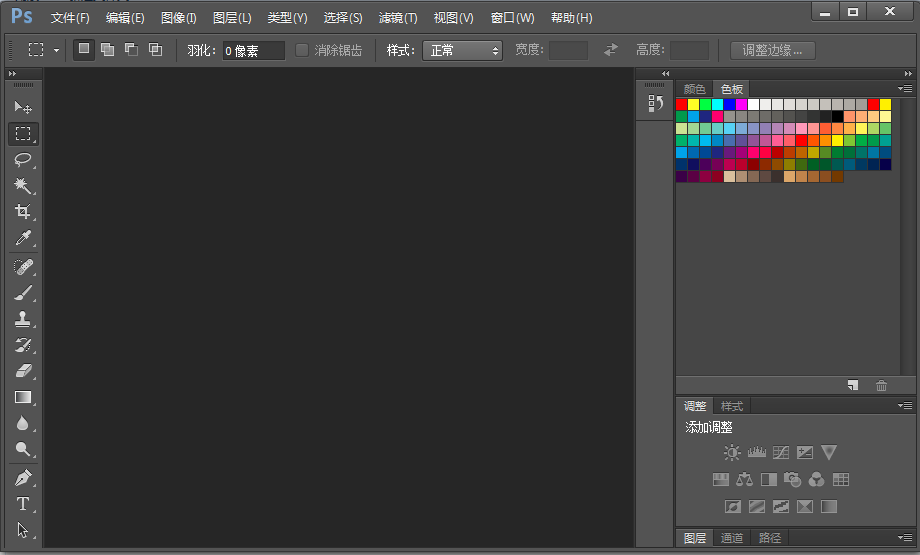 Ps 文件(F) 编辑(E) 图像(I) 图层(L) 类型(Y) 选择(S) 滤镜(T) 视图(V) 窗口(W) 帮助(H)
羽化: 0 像素 消除锯齿 样式: 正常 宽度: 高度: 调整边缘...
颜色 色板
调整 样式
添加调整
图层 通道 路径